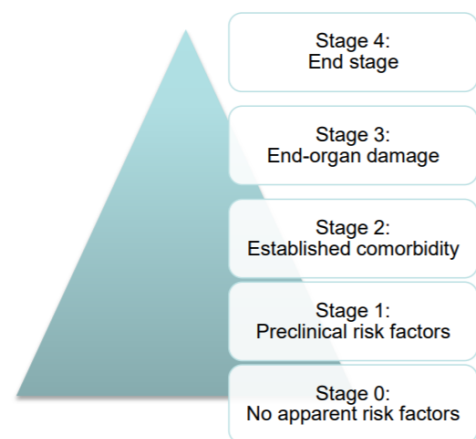 Stage 4:
End stage
Stage 3:
End-organ damage
Stage 2:
Established comorbidity
Stage 1:
Preclinical risk factors
Stage 0:
No apparent risk factors